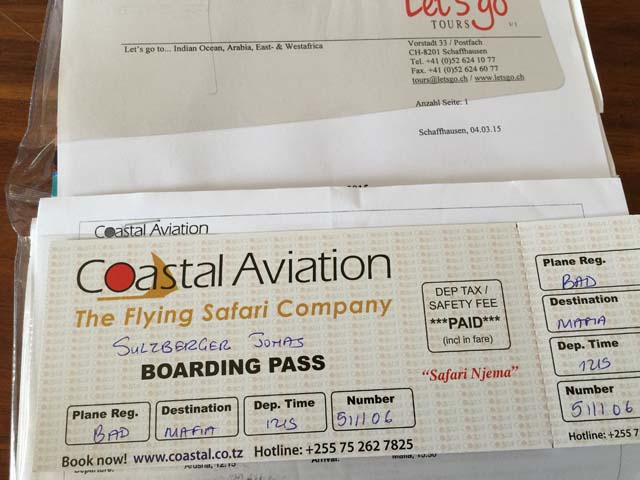 Let's go
TOURS
Let's go to... Indian Ocean, Arabia, East- & Westafrica
Vorstadt 33 / Postfach
CH-8201 Schaffhausen
Tel. +41 (0)52 624 10 77
Fax. +41 (0)52 624 60 77
tours@letsgo.ch / www.letsgo.ch
Anzahl Seite: 1
Schaffhausen, 04.03.15
Coastal Aviation
Coastal Aviation
The Flying Safari Company
SULZBERGER JONAS
BOARDING PASS
DEP TAX /
SAFETY FEE
***PAID***
(incl in fare)
"Safari Njema"
Plane Reg.
BAD
Destination
MAFIA
Dep. Time
1215
Number
511106
Book now! www.coastal.co.tz Hotline: +255 75 262 7825
Plane Reg.
BAD
Destination
MAFIA
Dep. Time
1215
Number
511106
Hotline: +255 7
Arusha, 12:15